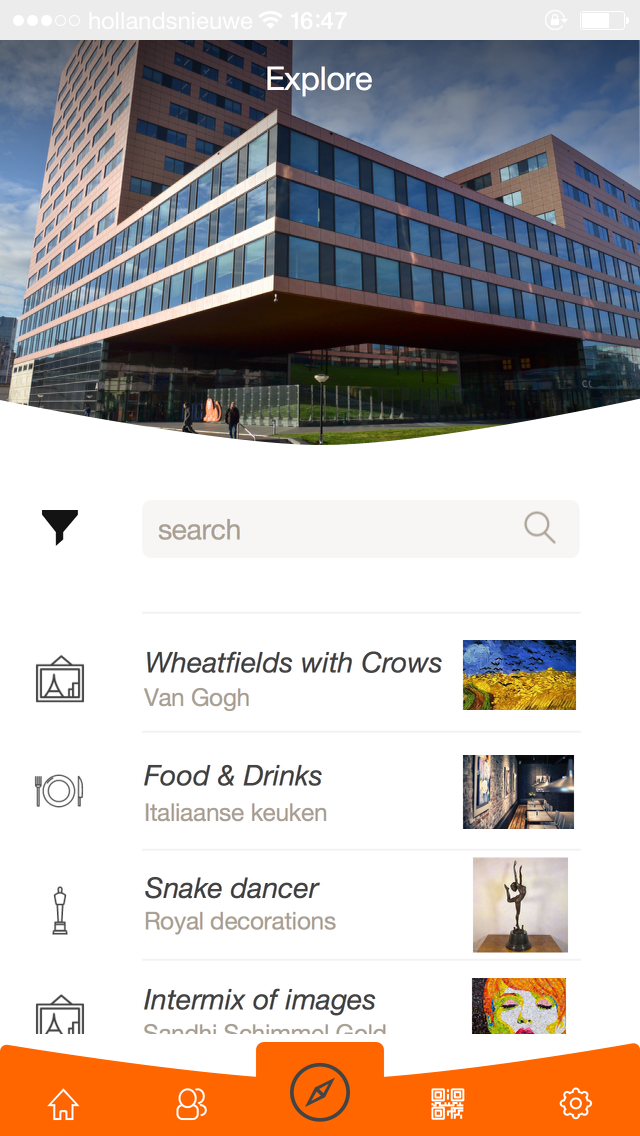 hollandsnieuwe 16:47
Explore
search
Wheatfields with Crows
Van Gogh
Food & Drinks
Italiaanse keuken
Snake dancer
Royal decorations
Intermix of images
Sandhi Schimmel Gold